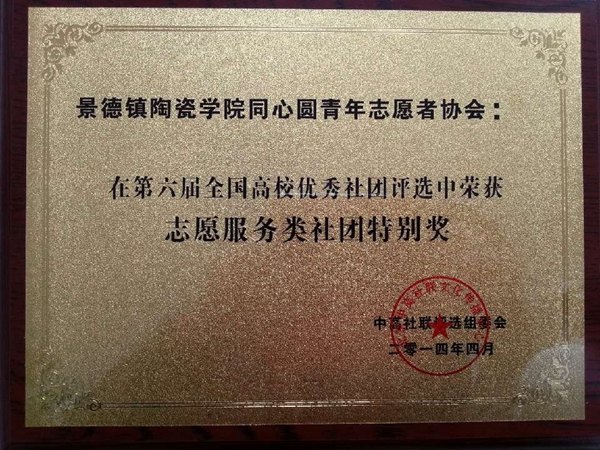 景德镇陶瓷学院同心圆青年志愿者协会：
在第六届全国高校优秀社团评选中荣获
志愿服务类社团特别奖
中高社联评选组委会
二零一四年四月